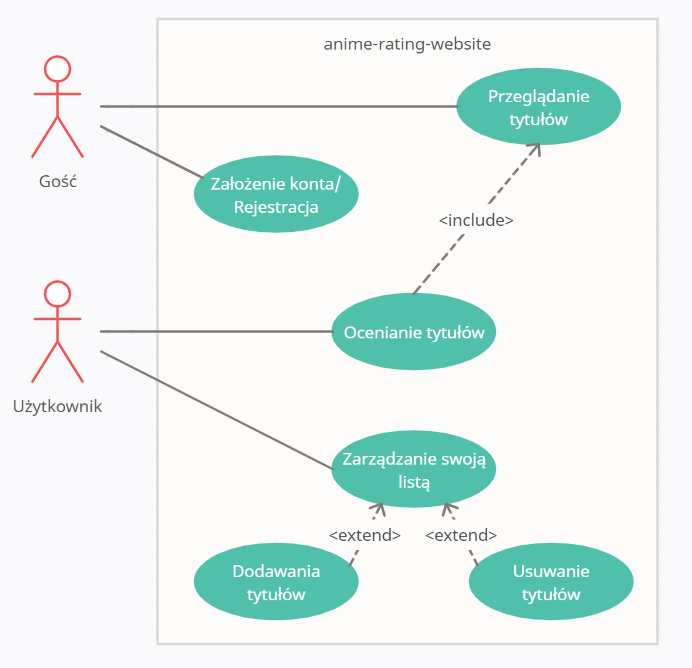 anime-rating-website
Przeglądanie
tytułów
Gość
Założenie konta/
Rejestracja
<include>
Ocenianie tytułów
Użytkownik
Zarządzanie swoją
listą
<extend>
<extend>
Dodawania
tytułów
Usuwanie
tytułów